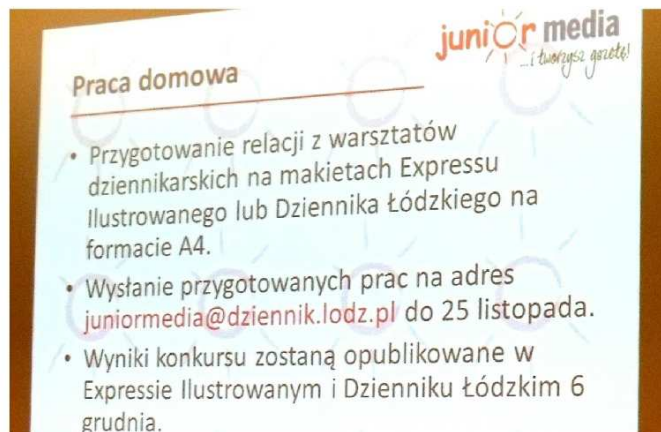 junior media
...i tworzysz gazetę!
Praca domowa
• Przygotowanie relacji z warsztatów
dziennikarskich na makietach Expressu
Ilustrowanego lub Dziennika Łódzkiego na
formacie A4.
• Wysłanie przygotowanych prac na adres
juniormedia@dziennik.lodz.pl do 25 listopada.
• Wyniki konkursu zostaną opublikowane w
Expressie Ilustrowanym i Dzienniku Łódzkim 6
grudnia.